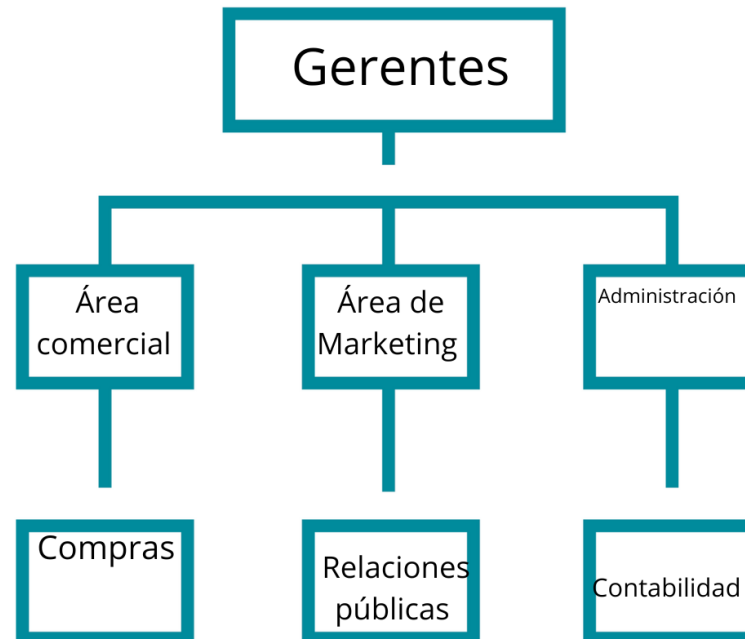 Gerentes
Área
comercial
Área de
Marketing
Administración
Compras
Relaciones
públicas
Contabilidad